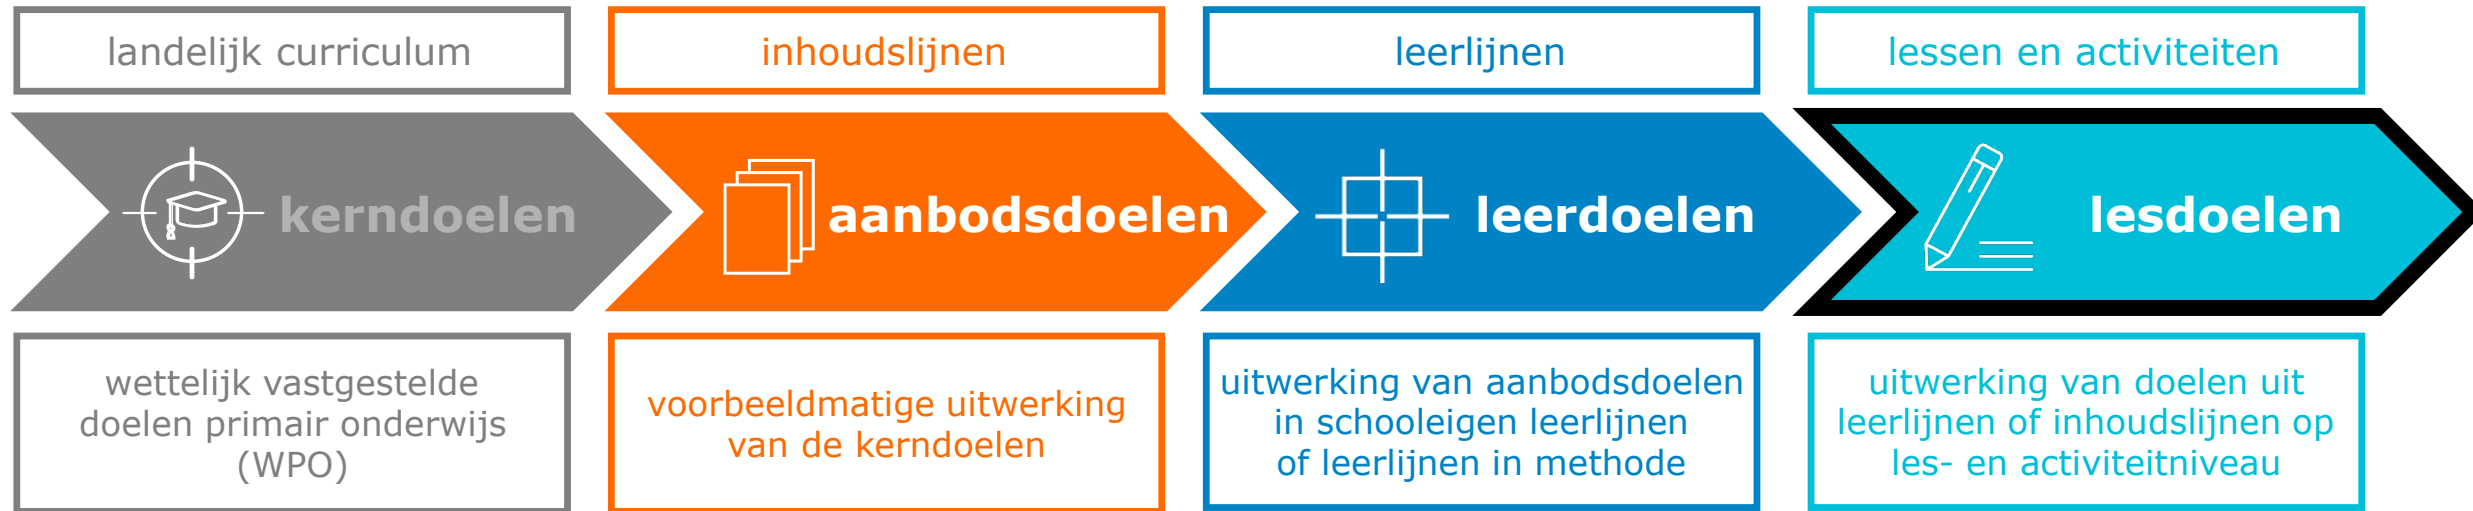 landelijk curriculum
inhoudslijnen
leerlijnen
lessen en activiteiten
kerndoelen
aanbodsdoelen
leerdoelen
lesdoelen
wettelijk vastgestelde
doelen primair onderwijs
(WPO)
voorbeeldmatige uitwerking
van de kerndoelen
uitwerking van aanbodsdoelen
in schooleigen leerlijnen
of leerlijnen in methode
uitwerking van doelen uit
leerlijnen of inhoudslijnen op
les- en activiteitniveau